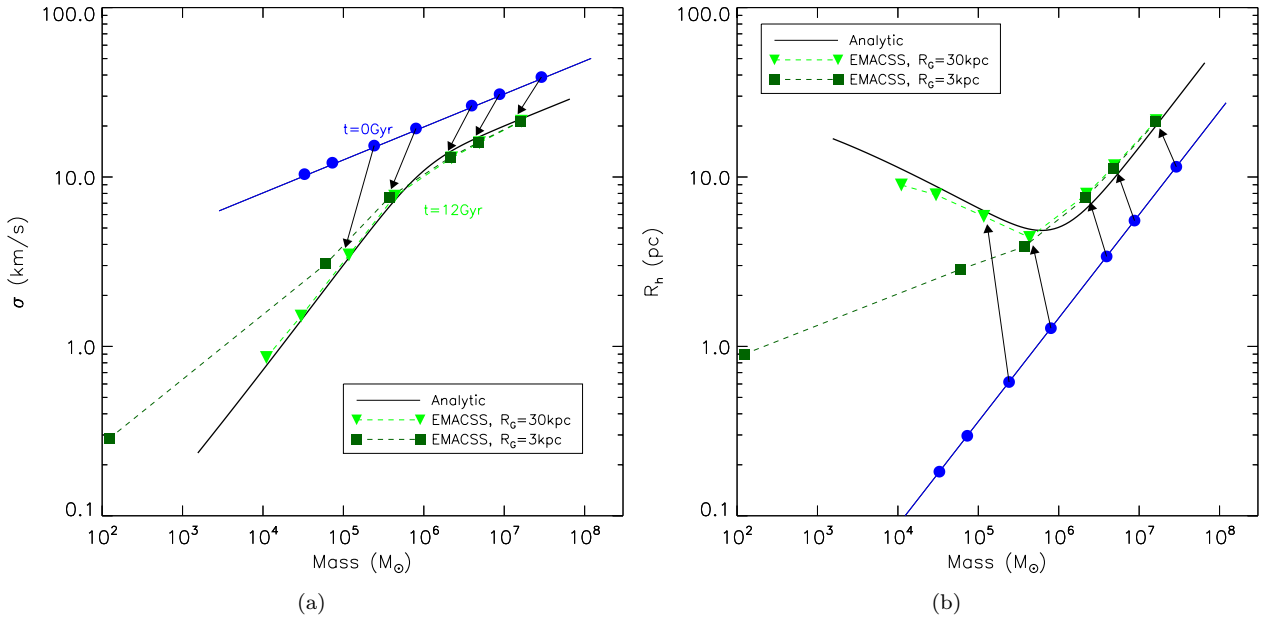 100.0
10.0
1.0
0.1
σ (km/s)
t=0Gyr
t=12Gyr
Analytic
EMACSS, R_G=30kpc
EMACSS, R_G=3kpc
10^2 10^3 10^4 10^5 10^6 10^7 10^8
Mass (M_⊙)
(a)
100.0
10.0
1.0
0.1
R_h (pc)
Analytic
EMACSS, R_G=30kpc
EMACSS, R_G=3kpc
10^2 10^3 10^4 10^5 10^6 10^7 10^8
Mass (M_⊙)
(b)